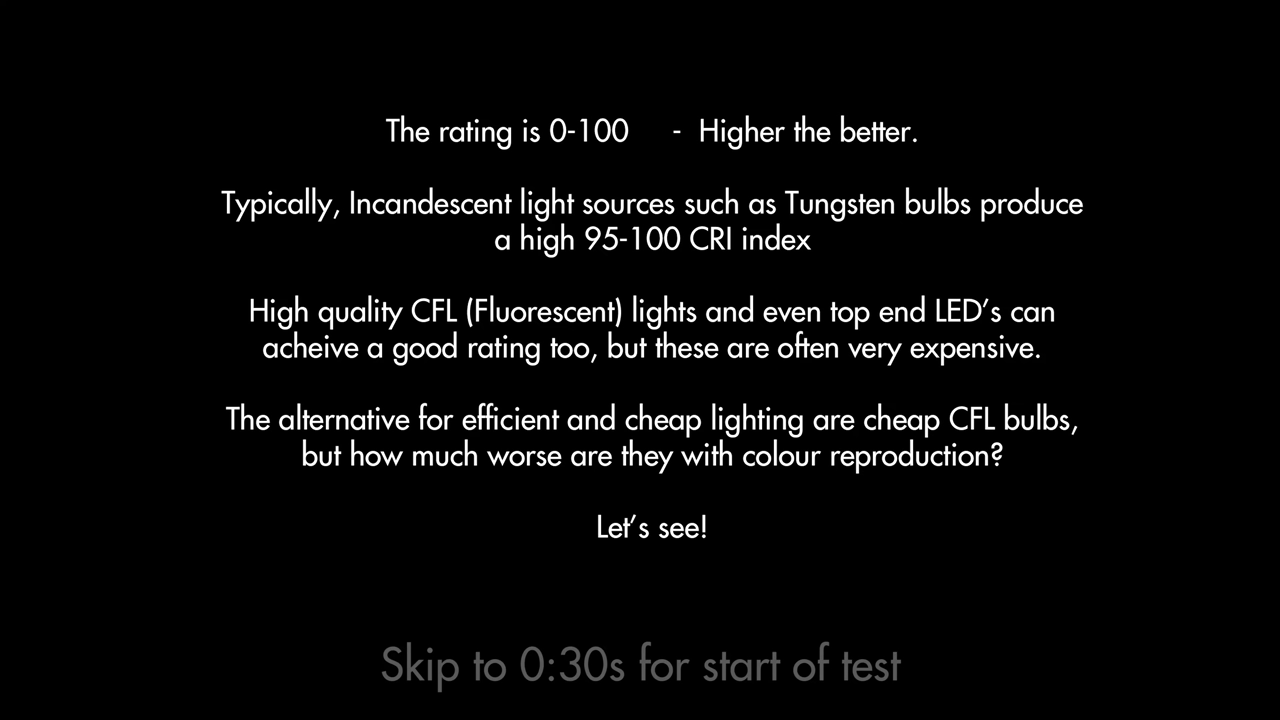 The rating is 0-100 - Higher the better.
Typically, Incandescent light sources such as Tungsten bulbs produce
a high 95-100 CRI index
High quality CFL (Fluorescent) lights and even top end LED's can
acheive a good rating too, but these are often very expensive.
The alternative for efficient and cheap lighting are cheap CFL bulbs,
but how much worse are they with colour reproduction?
Let's see!
Skip to 0:30s for start of test